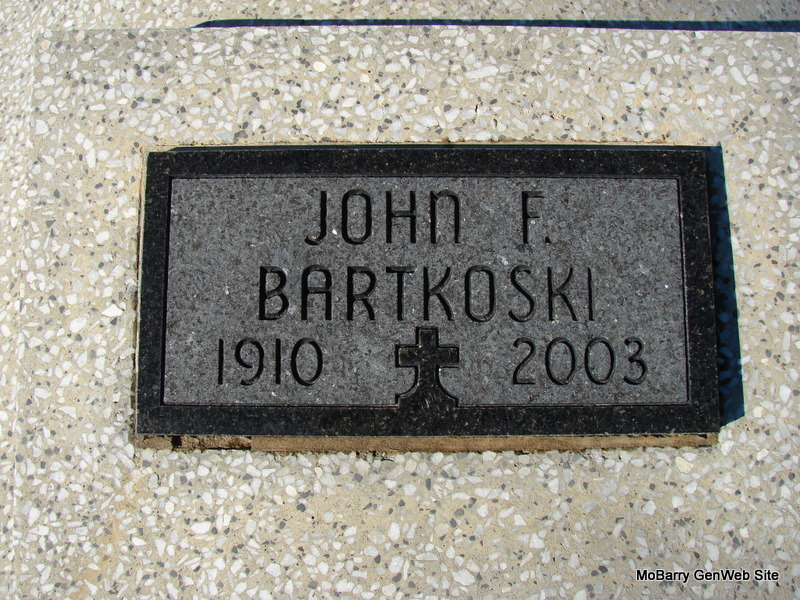 JOHN F.
BARTKOSKI
1910 2003
MoBarry GenWeb Site